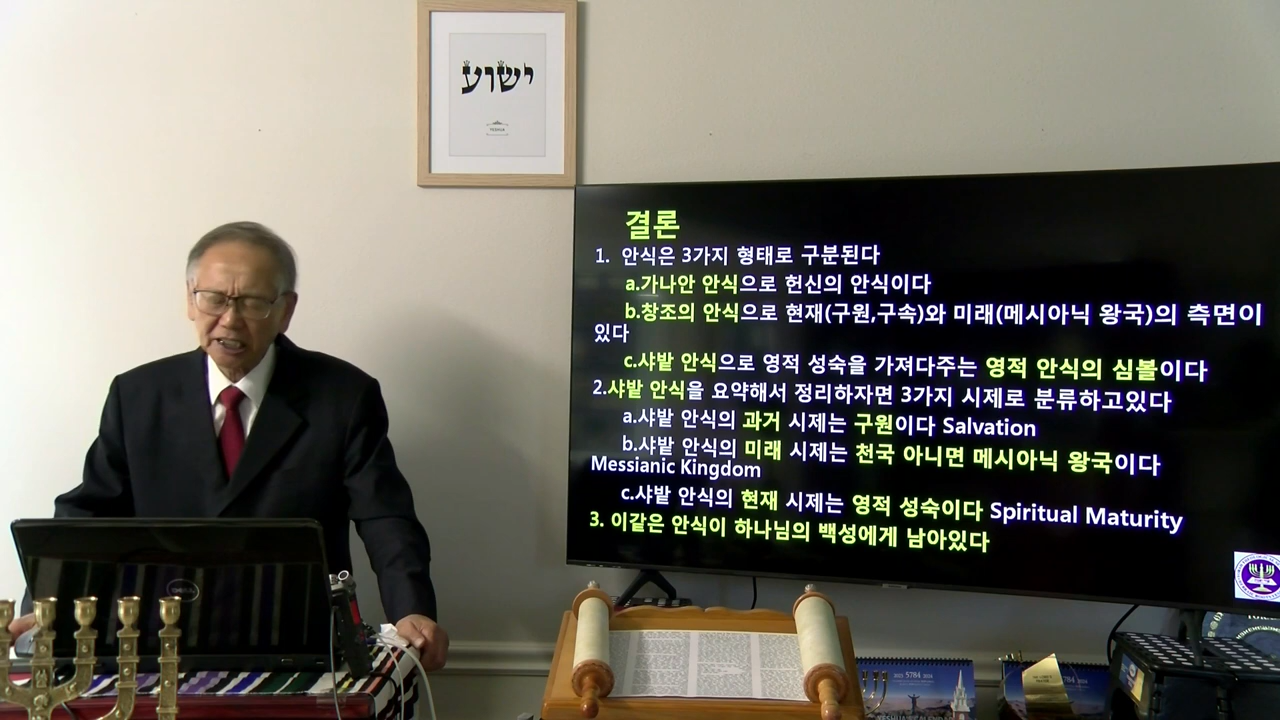 ישוע
YESHUA
결론
1. 안식은 3가지 형태로 구분된다
a.가나안 안식으로 헌신의 안식이다
b.창조의 안식으로 현재(구원,구속)와 미래(메시아닉 왕국)의 측면이
있다
c.샤밭 안식으로 영적 성숙을 가져다주는 영적 안식의 심볼이다
2.샤밭 안식을 요약해서 정리하자면 3가지 시제로 분류하고있다
a.샤밭 안식의 과거 시제는 구원이다 Salvation
b.샤밭 안식의 미래 시제는 천국 아니면 메시아닉 왕국이다
Messianic Kingdom
c.샤밭 안식의 현재 시제는 영적 성숙이다 Spiritual Maturity
3. 이같은 안식이 하나님의 백성에게 남아있다
DELL
5784
5784